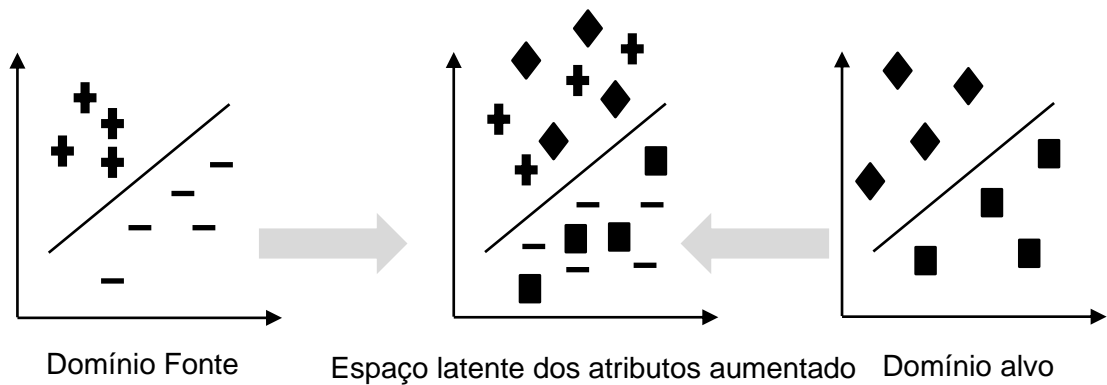 Domínio Fonte
Espaço latente dos atributos aumentado
Domínio alvo